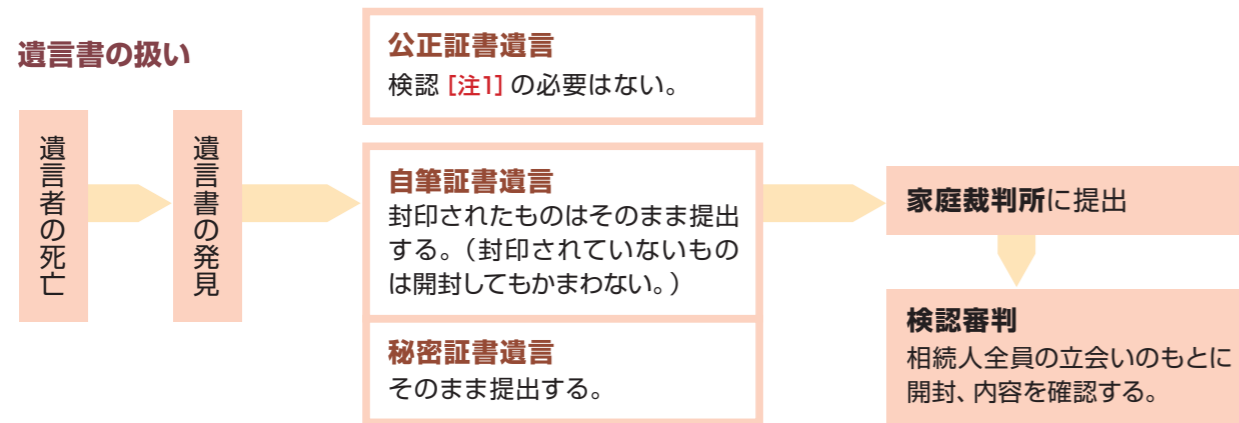 遺言書の扱い
遺言者の死亡
遺言書の発見
公正証書遺言
検認 [注1] の必要はない。
自筆証書遺言
封印されたものはそのまま提出
する。（封印されていないもの
は開封してもかまわない。）
秘密証書遺言
そのまま提出する。
家庭裁判所に提出
検認審判
相続人全員の立会いのもとに
開封、内容を確認する。